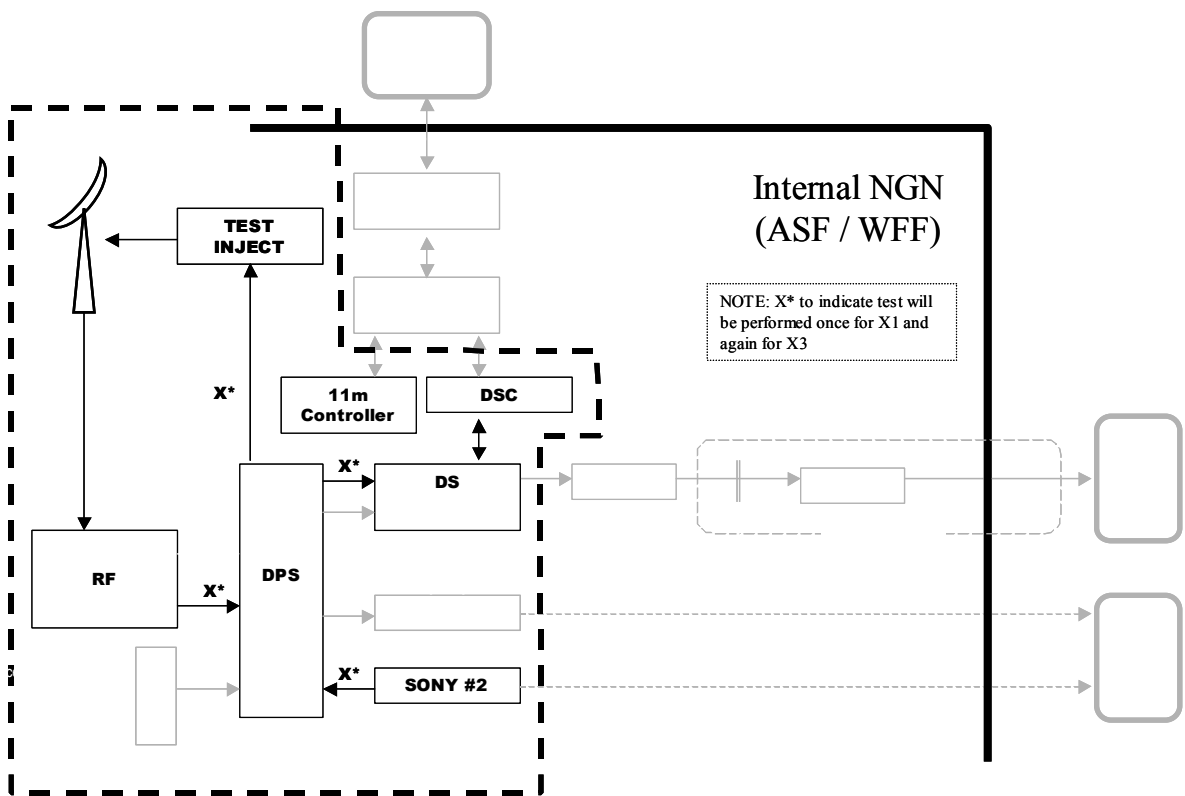 Internal NGN
(ASF / WFF)
TEST
INJECT
NOTE: X* to indicate test will
be performed once for X1 and
again for X3
X*
11m
Controller
DSC
X*
DS
RF
X*
DPS
X*
SONY #2